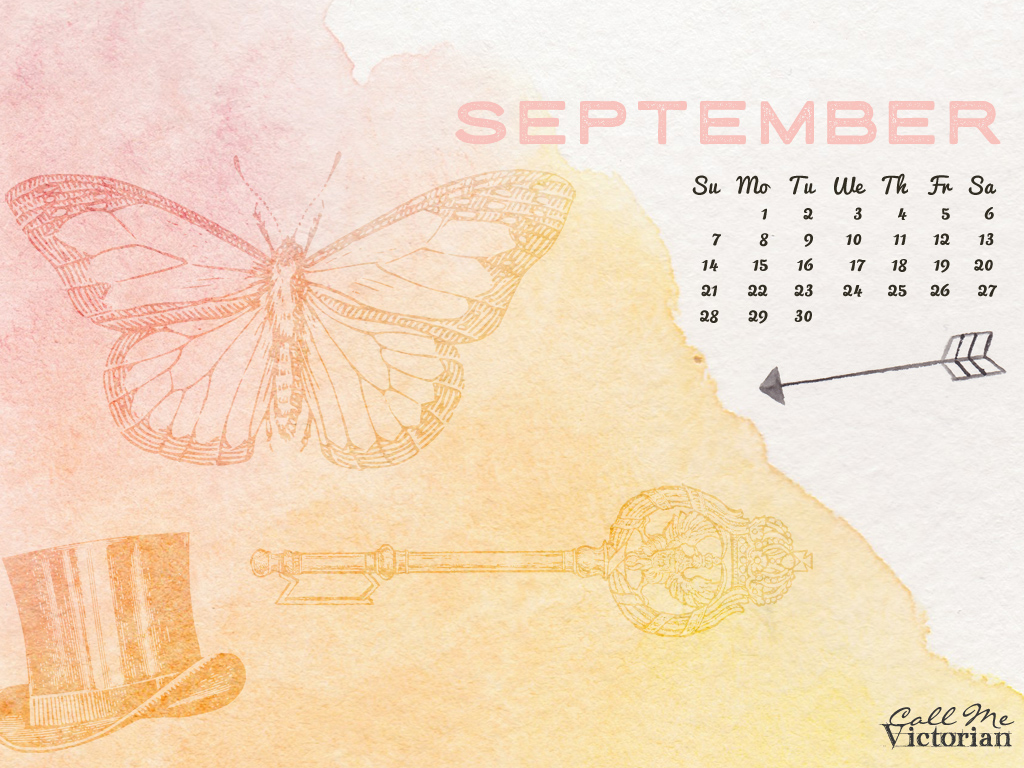 SEPTEMBER
Su Mo Tu We Th Fr Sa
1 2 3 4 5 6
7 8 9 10 11 12 13
14 15 16 17 18 19 20
21 22 23 24 25 26 27
28 29 30
Call Me
Victorian